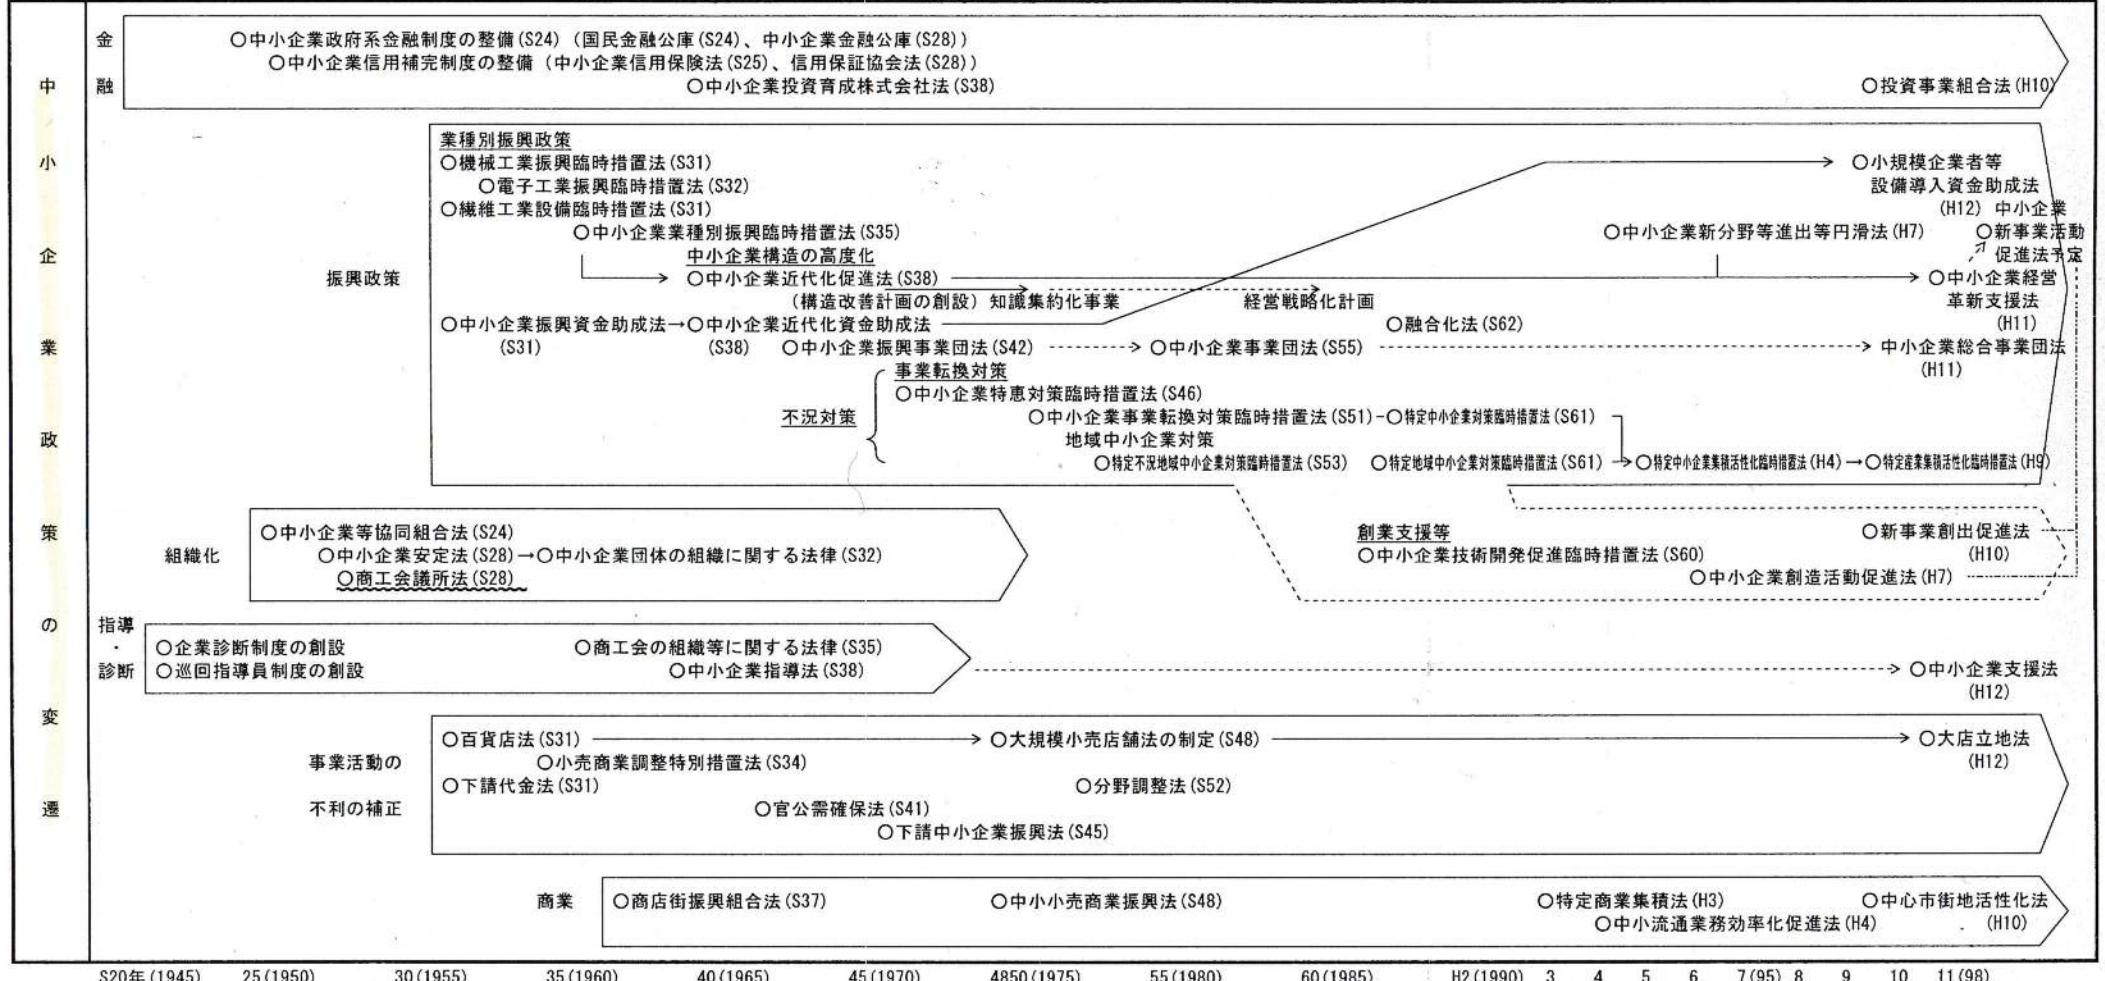 中小企業政策の変遷
金融
○中小企業政府系金融制度の整備(S24)(国民金融公庫(S24)、中小企業金融公庫(S28))
○中小企業信用補完制度の整備(中小企業信用保険法(S25)、信用保証協会法(S28))
○中小企業投資育成株式会社法(S38)
○投資事業組合法(H10)
振興政策
業種別振興政策
○機械工業振興臨時措置法(S31)
○電子工業振興臨時措置法(S32)
○繊維工業設備臨時措置法(S31)
○中小企業業種別振興臨時措置法(S35)
中小企業構造の高度化
○中小企業近代化促進法(S38)
(構造改善計画の創設)知識集約化事業
経営戦略化計画
○中小企業振興資金助成法→○中小企業近代化資金助成法
(S31)
(S38)
○小規模企業者等
設備導入資金助成法
(H12)
○中小企業新分野等進出等円滑法(H7)
中小企業
○新事業活動
促進法予定
○中小企業経営
革新支援法
(H11)
○融合化法(S62)
○中小企業振興事業団法(S42)
○中小企業事業団法(S55)
中小企業総合事業団法
(H11)
不況対策
事業転換対策
○中小企業特恵対策臨時措置法(S46)
○中小企業事業転換対策臨時措置法(S51)-○特定中小企業対策臨時措置法(S61)
地域中小企業対策
○特定不況地域中小企業対策臨時措置法(S53)
○特定地域中小企業対策臨時措置法(S61)
○特定中小企業集積活性化臨時措置法(H4)→○特定産業集積活性化臨時措置法(H9)
組織化
○中小企業等協同組合法(S24)
○中小企業安定法(S28)→○中小企業団体の組織に関する法律(S32)
○商工会議所法(S28)
創業支援等
○中小企業技術開発促進臨時措置法(S60)
○中小企業創造活動促進法(H7)
○新事業創出促進法
(H10)
指導・診断
○企業診断制度の創設
○巡回指導員制度の創設
○商工会の組織等に関する法律(S35)
○中小企業指導法(S38)
○中小企業支援法
(H12)
事業活動の
不利の補正
○百貨店法(S31)
○大規模小売店舗法の制定(S48)
○大店立地法
(H12)
○小売商業調整特別措置法(S34)
○下請代金法(S31)
○分野調整法(S52)
○官公需確保法(S41)
○下請中小企業振興法(S45)
商業
○商店街振興組合法(S37)
○中小小売商業振興法(S48)
○特定商業集積法(H3)
○中小流通業務効率化促進法(H4)
○中心市街地活性化法
(H10)
S20年(1945) 25(1950) 30(1955) 35(1960) 40(1965) 45(1970) 4850(1975) 55(1980) 60(1985) H2(1990) 3 4 5 6 7(95) 8 9 10 11(98)